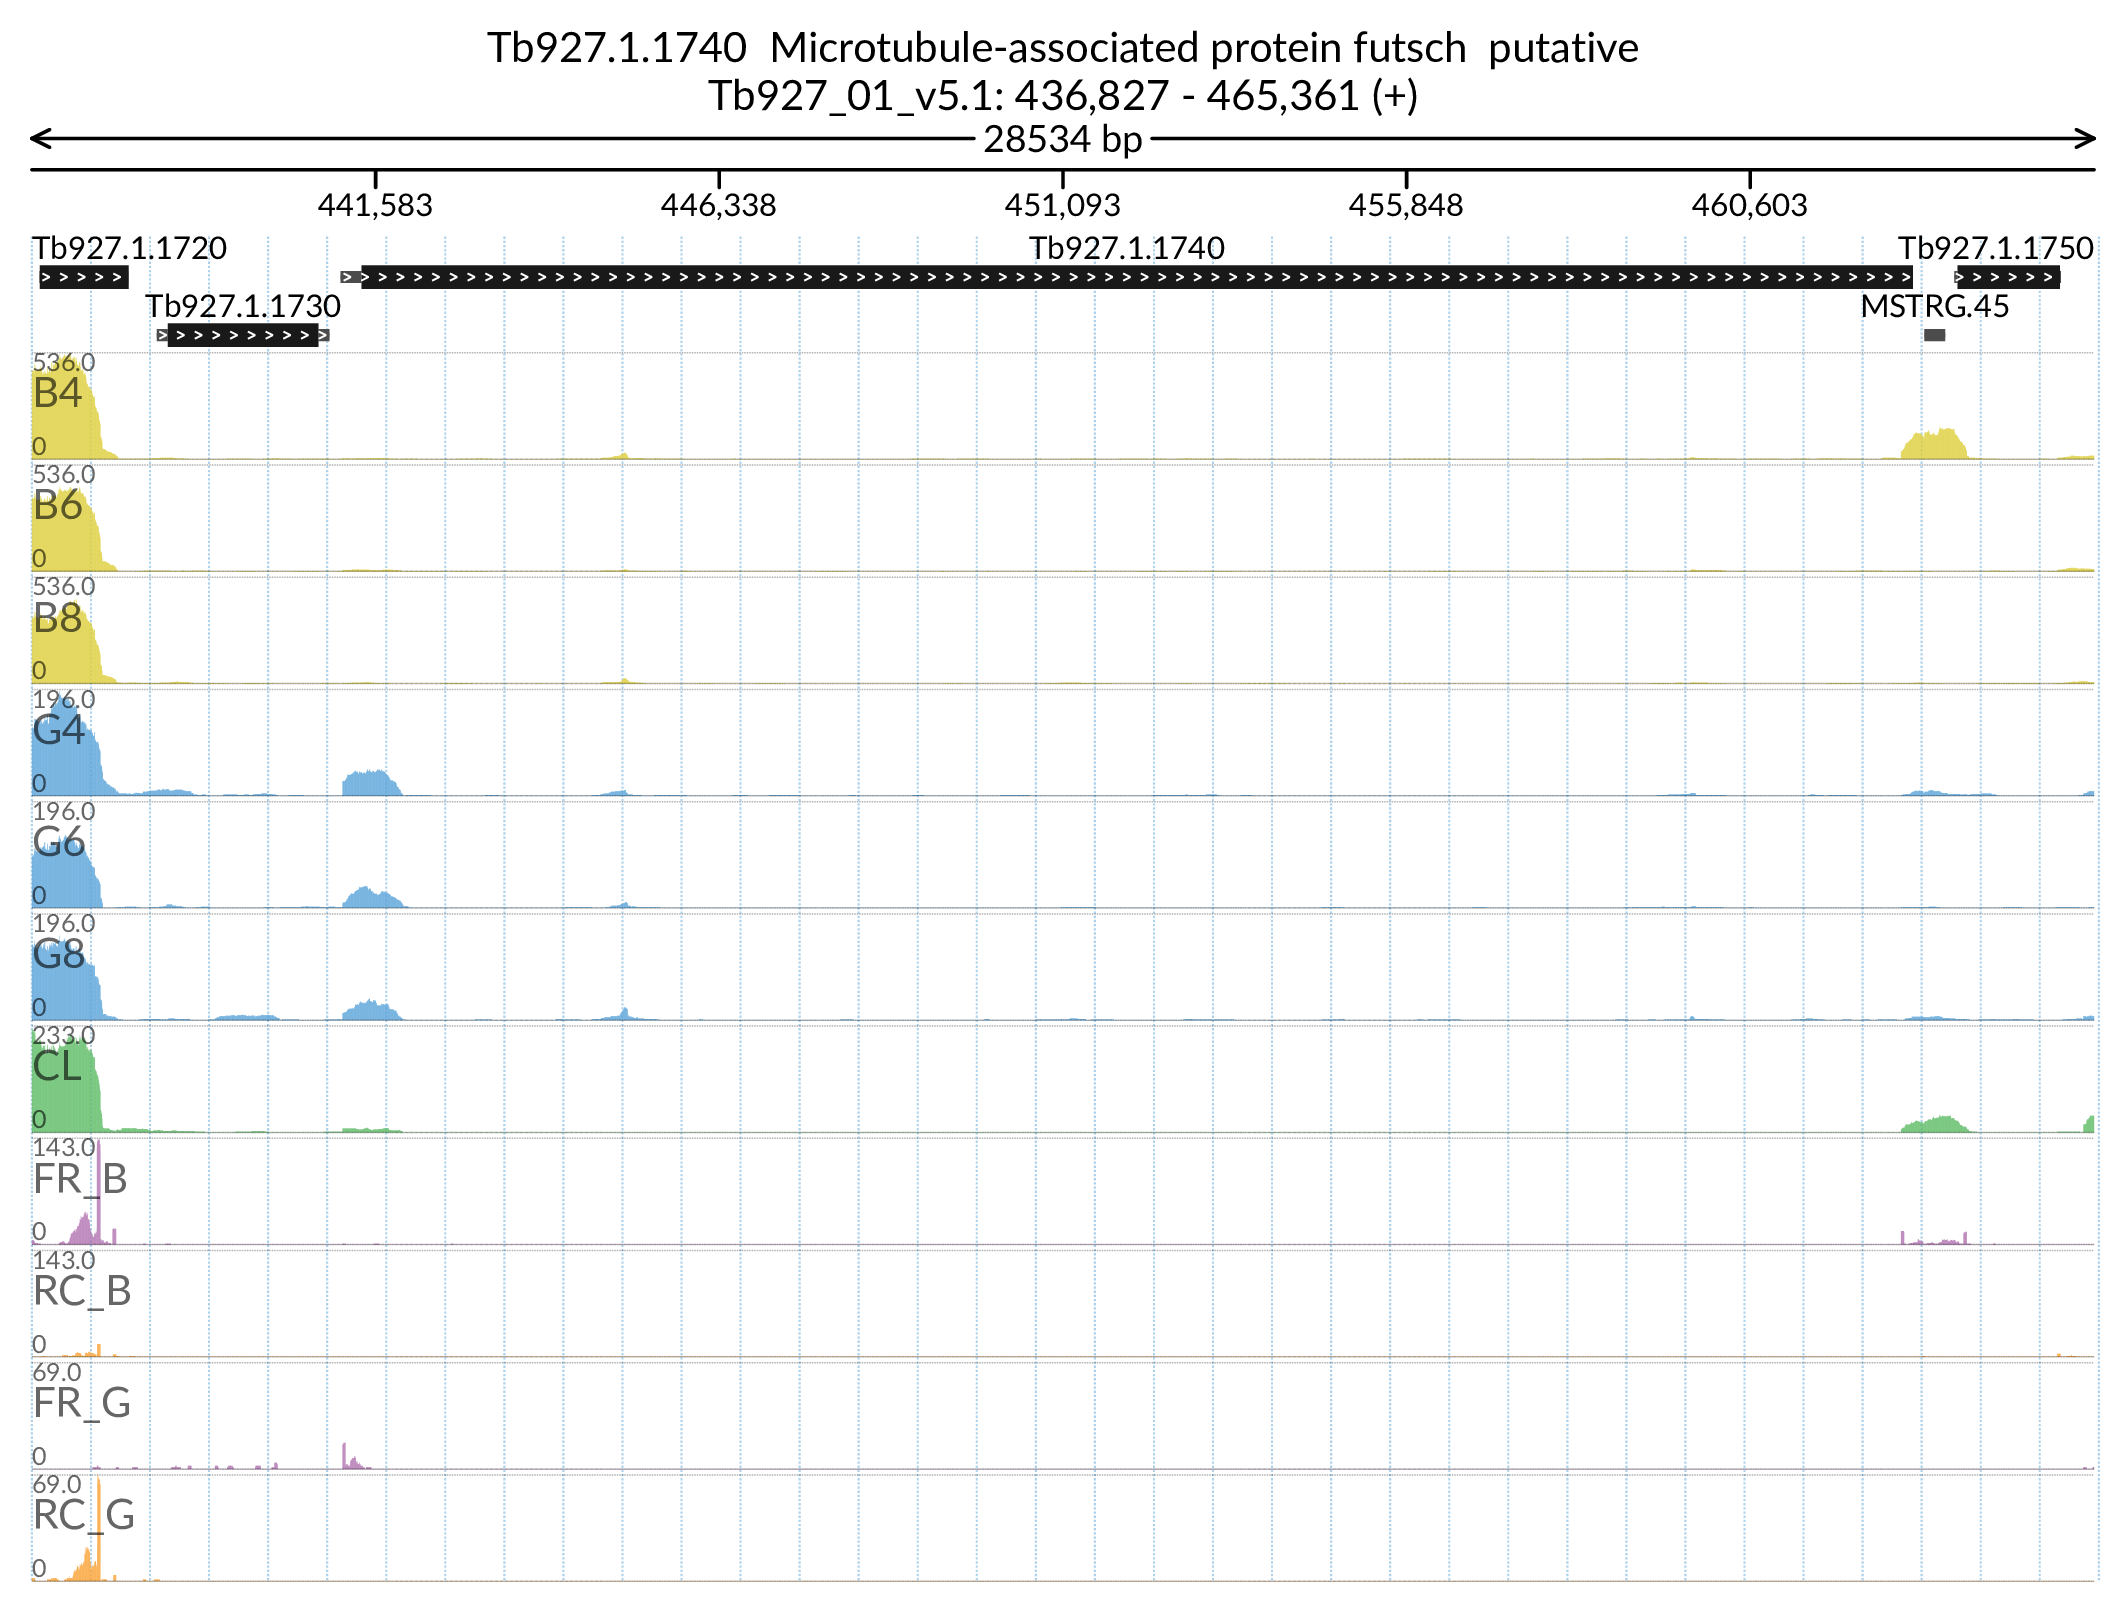 Tb927.1.1740  Microtubule-associated protein futsch  putative
Tb927_01_v5.1: 436,827 - 465,361 (+)
28534 bp
441,583 446,338 451,093 455,848 460,603
Tb927.1.1720 Tb927.1.1740 Tb927.1.1750
Tb927.1.1730 MSTRG.45
536.0
B4
0
536.0
B6
0
536.0
B8
0
196.0
G4
0
196.0
G6
0
196.0
G8
0
233.0
CL
0
143.0
FR_B
0
143.0
RC_B
0
69.0
FR_G
0
69.0
RC_G
0